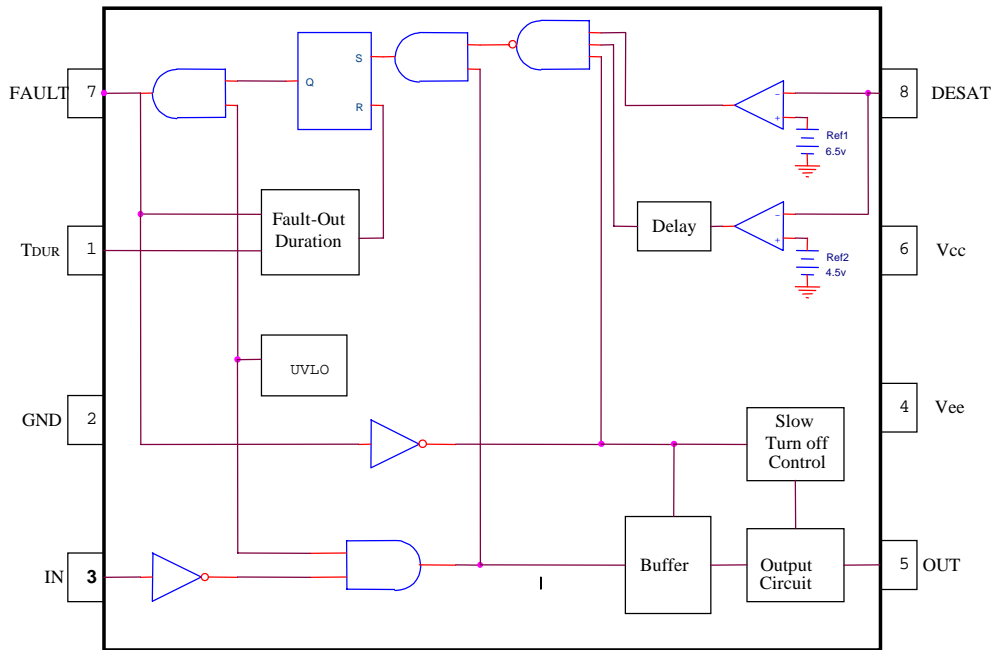 FAULT 7
Q
S
R
-
+
Ref1
6.5v
8 DESAT
TDUR 1
Fault-Out
Duration
Delay
-
+
Ref2
4.5v
6 Vcc
UVLO
GND 2
4 Vee
Slow
Turn off
Control
IN 3
Buffer
Output
Circuit
5 OUT
I